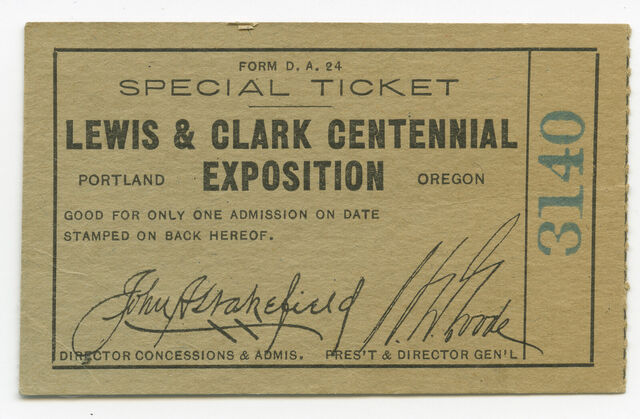 FORM D. A. 24
SPECIAL TICKET
LEWIS & CLARK CENTENNIAL
PORTLAND EXPOSITION OREGON
GOOD FOR ONLY ONE ADMISSION ON DATE
STAMPED ON BACK HEREOF.
John A Wakefield H. W. Goode
DIRECTOR CONCESSIONS & ADMIS. PRES'T & DIRECTOR GEN'L
3140